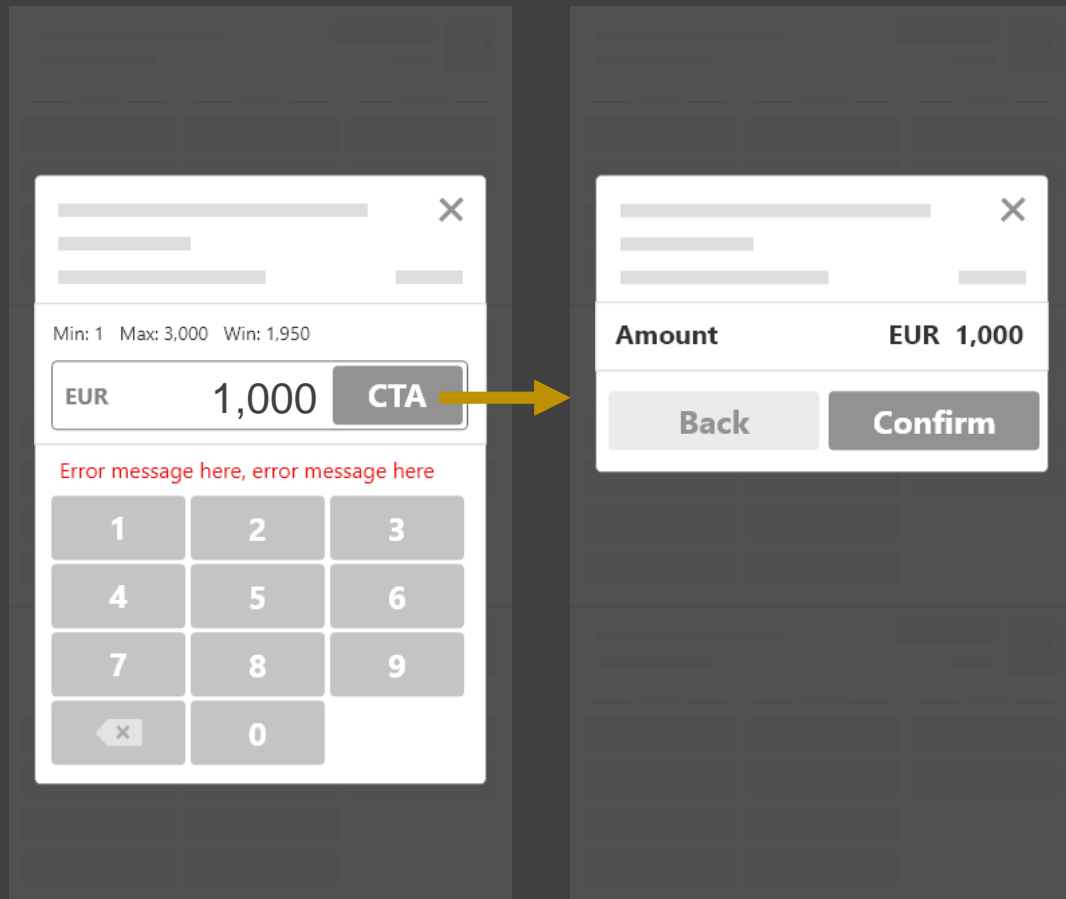 Min: 1 Max: 3,000 Win: 1,950
EUR 1,000 CTA
Error message here, error message here
1 2 3
4 5 6
7 8 9
0
Amount EUR 1,000
Back Confirm